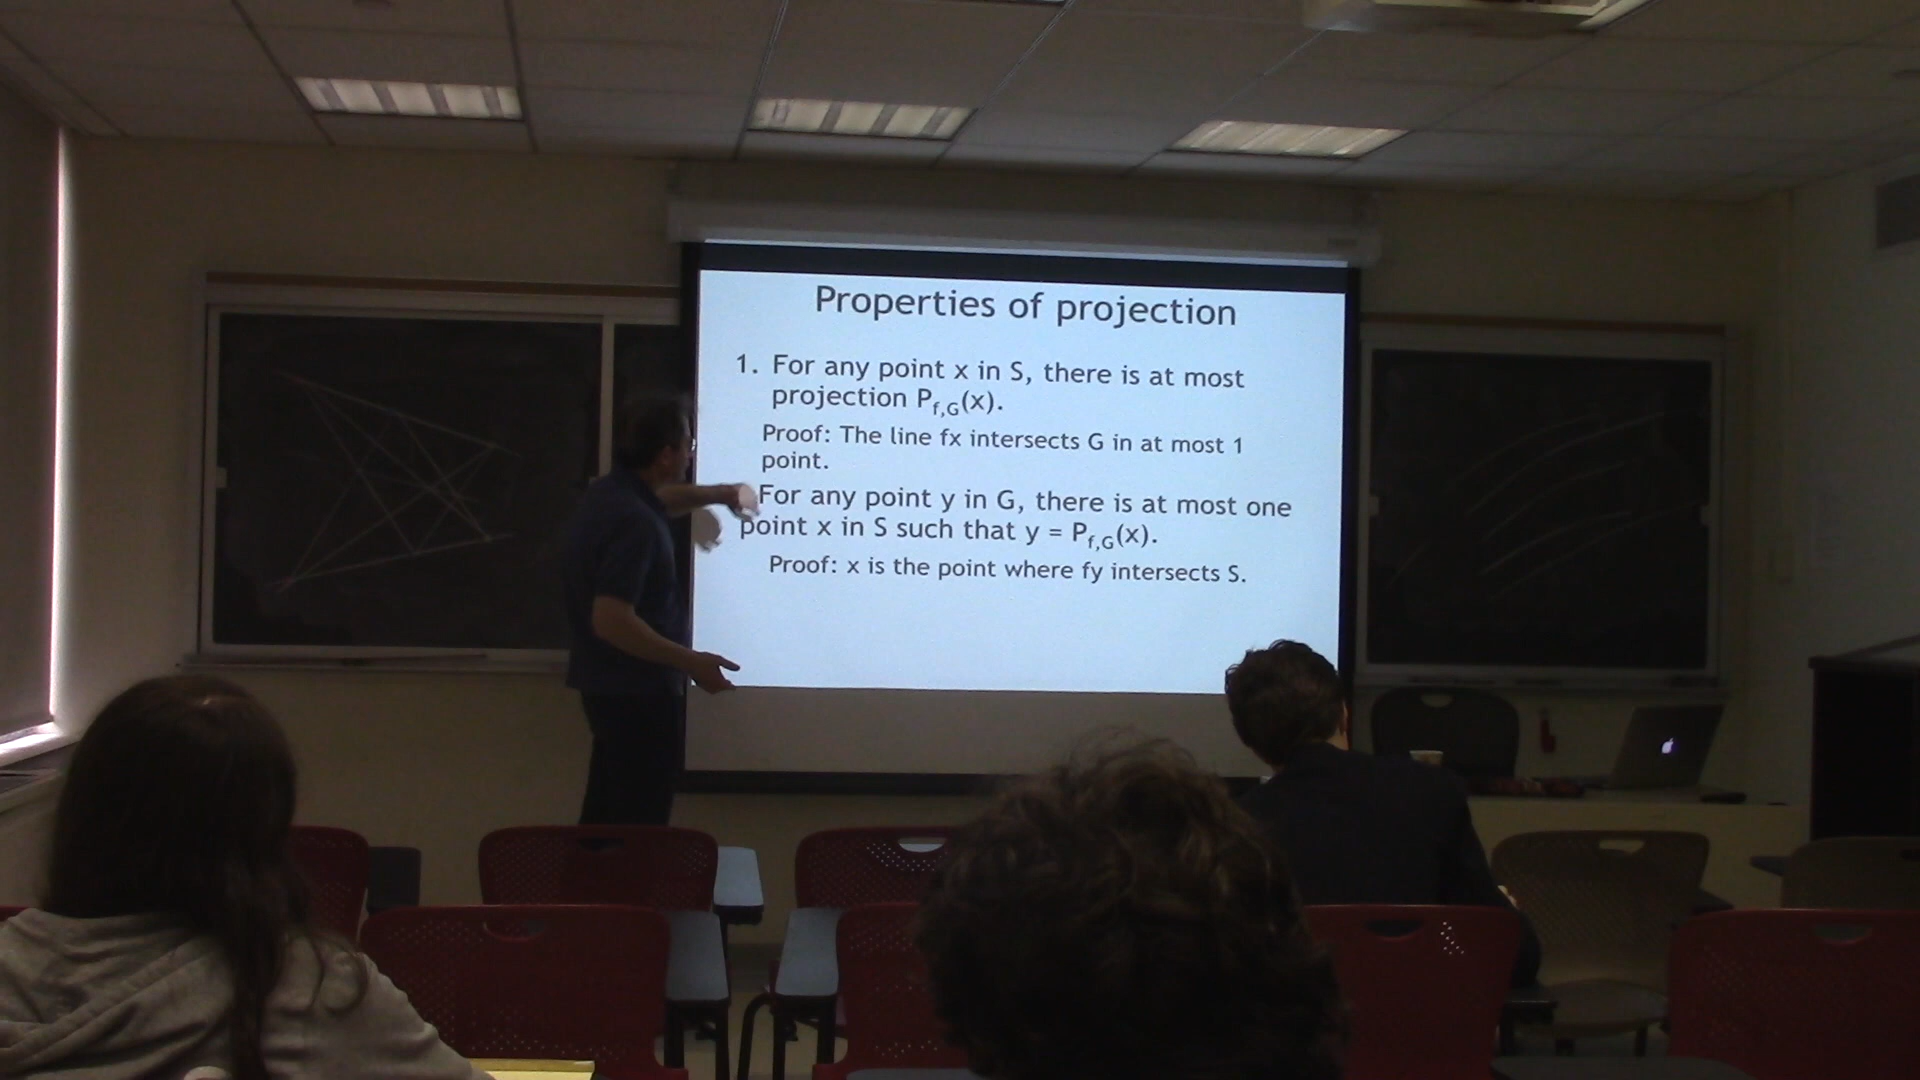 Properties of projection
1. For any point x in S, there is at most
projection Pf,G(x).
Proof: The line fx intersects G in at most 1
point.
For any point y in G, there is at most one
point x in S such that y = Pf,G(x).
Proof: x is the point where fy intersects S.